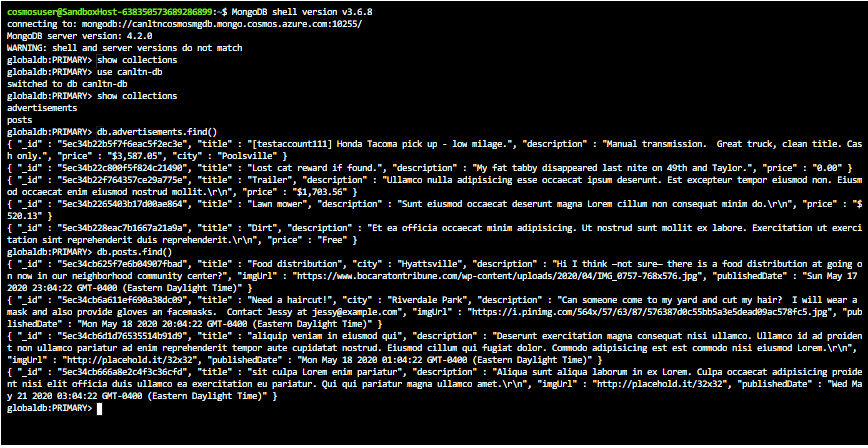 cosmosuser@SandboxHost-638350573689286899:~$ MongoDB shell version v3.6.8
connecting to: mongodb://canltncosmosmgdb.mongo.cosmos.azure.com:10255/
MongoDB server version: 4.2.0
WARNING: shell and server versions do not match
globaldb:PRIMARY> show collections
globaldb:PRIMARY> use canltn-db
switched to db canltn-db
globaldb:PRIMARY> show collections
advertisements
posts
globaldb:PRIMARY> db.advertisements.find()
{ "_id" : "5ec34b22b5f7f6eac5f2ec3e", "title" : "[testaccount111] Honda Tacoma pick up - low milage.", "description" : "Manual transmission.  Great truck, clean title. Cas
h only.", "price" : "$3,587.05", "city" : "Poolsville" }
{ "_id" : "5ec34b22c800f5f824c21490", "title" : "Lost cat reward if found.", "description" : "My fat tabby disappeared last nite on 49th and Taylor.", "price" : "0.00" }
{ "_id" : "5ec34b22f764357ce29a775e", "title" : "Trailer", "description" : "Ullamco nulla adipisicing esse occaecat ipsum deserunt. Est excepteur tempor eiusmod non. Eiusm
od occaecat enim eiusmod nostrud mollit.\r\n", "price" : "$1,703.56" }
{ "_id" : "5ec34b2265403b17d00ae864", "title" : "Lawn mower", "description" : "Sunt eiusmod occaecat deserunt magna Lorem cillum non consequat minim do.\r\n", "price" : "$
520.13" }
{ "_id" : "5ec34b228eac7b1667a21a9a", "title" : "Dirt", "description" : "Et ea officia occaecat minim adipisicing. Ut nostrud sunt mollit ex labore. Exercitation ut exerci
tation sint reprehenderit duis reprehenderit.\r\n", "price" : "Free" }
globaldb:PRIMARY> db.posts.find()
{ "_id" : "5ec34cb625f7e6b04907fbad", "title" : "Food distribution", "city" : "Hyattsville", "description" : "Hi I think —not sure— there is a food distribution at going o
n now in our neighborhood community center?", "imgUrl" : "https://www.bocaratontribune.com/wp-content/uploads/2020/04/IMG_0757-768x576.jpg", "publishedDate" : "Sun May 17
2020 23:04:22 GMT-0400 (Eastern Daylight Time)" }
{ "_id" : "5ec34cb6a611ef690a38dc09", "title" : "Need a haircut!", "city" : "Riverdale Park", "description" : "Can someone come to my yard and cut my hair?  I will wear a
mask and also provide gloves an facemasks.  Contact Jessy at jessy@example.com", "imgUrl" : "https://i.pinimg.com/564x/57/63/87/576387d0c55bb5a3e5dead09ac578fc5.jpg", "pub
lishedDate" : "Mon May 18 2020 20:04:22 GMT-0400 (Eastern Daylight Time)" }
{ "_id" : "5ec34cb6d1d76535514b91d9", "title" : "aliquip veniam in eiusmod qui", "description" : "Deserunt exercitation magna consequat nisi ullamco. Ullamco id ad proiden
t non ullamco pariatur ad enim reprehenderit tempor aute cupidatat nostrud. Eiusmod cillum qui fugiat dolor. Commodo adipisicing est est commodo nisi eiusmod Lorem.\r\n",
"imgUrl" : "http://placehold.it/32x32", "publishedDate" : "Mon May 18 2020 01:04:22 GMT-0400 (Eastern Daylight Time)" }
{ "_id" : "5ec34cb666a8e2c4f3c36cfd", "title" : "sit culpa Lorem enim pariatur", "description" : "Aliqua sunt aliqua laborum in ex Lorem. Culpa occaecat adipisicing proide
nt nisi elit officia duis ullamco ea exercitation eu pariatur. Qui qui pariatur magna ullamco amet.\r\n", "imgUrl" : "http://placehold.it/32x32", "publishedDate" : "Wed Ma
y 21 2020 03:04:22 GMT-0400 (Eastern Daylight Time)" }
globaldb:PRIMARY>